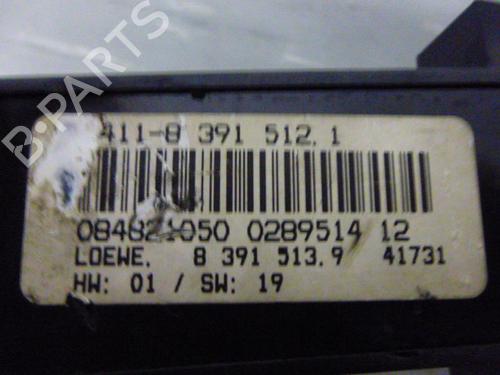 B-PARTS
411-8 391 512.1
084821050 0289514 12
LOEWE. 8 391 513.9 41731
HW: 01 / SW: 19